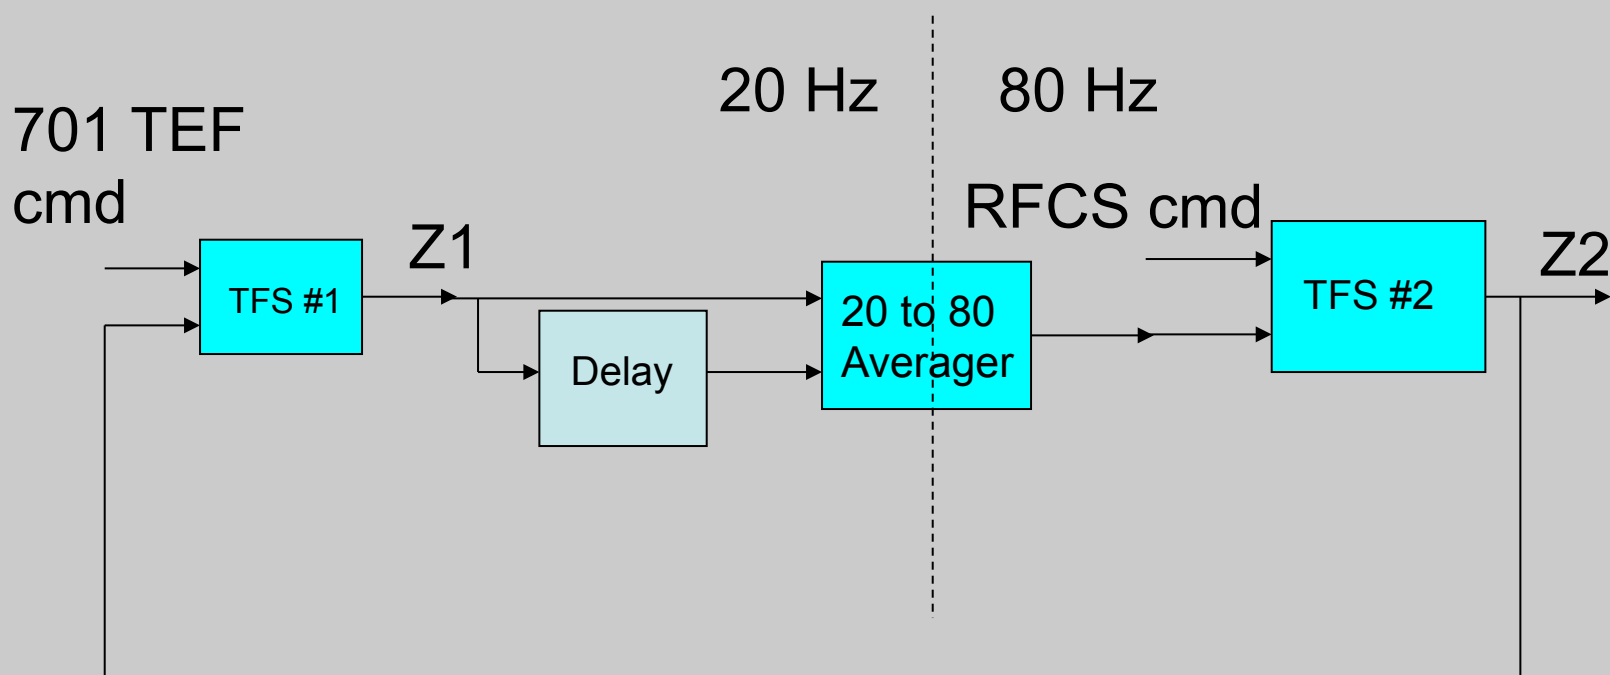 20 Hz
80 Hz
701 TEF
cmd
RFCS cmd
Z1
Z2
TFS #1
TFS #2
20 to 80
Averager
Delay